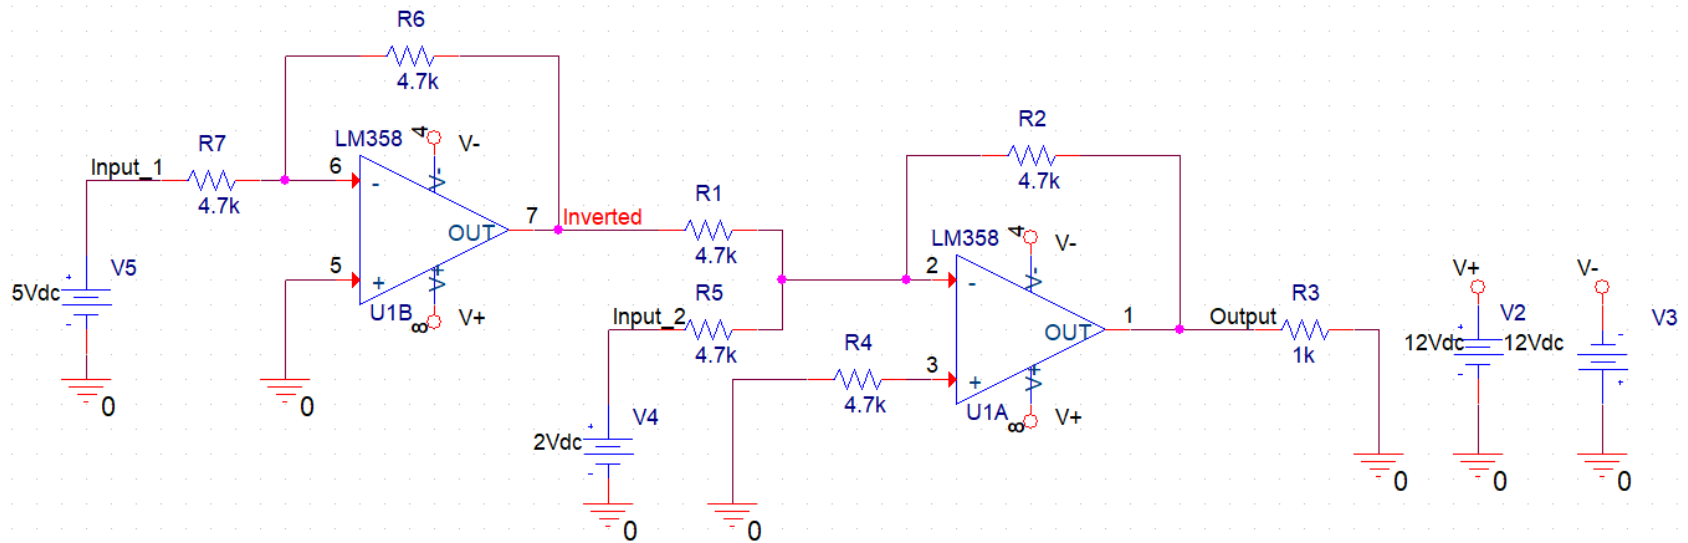 R6
4.7k
LM358
4
V-
R7
Input_1
6
-
V-
4.7k
7
Inverted
OUT
5
+
V+
U1B
8
V+
V5
+
5Vdc
-
0
0
R2
4.7k
R1
4.7k
LM358
4
V-
2
-
V-
R5
Input_2
4.7k
1
OUT
Output
R3
1k
R4
3
+
V+
4.7k
U1A
8
V+
V4
+
2Vdc
-
0
0
0
V+
V2
+
12Vdc
-
0
V-
V3
-
12Vdc
+
0